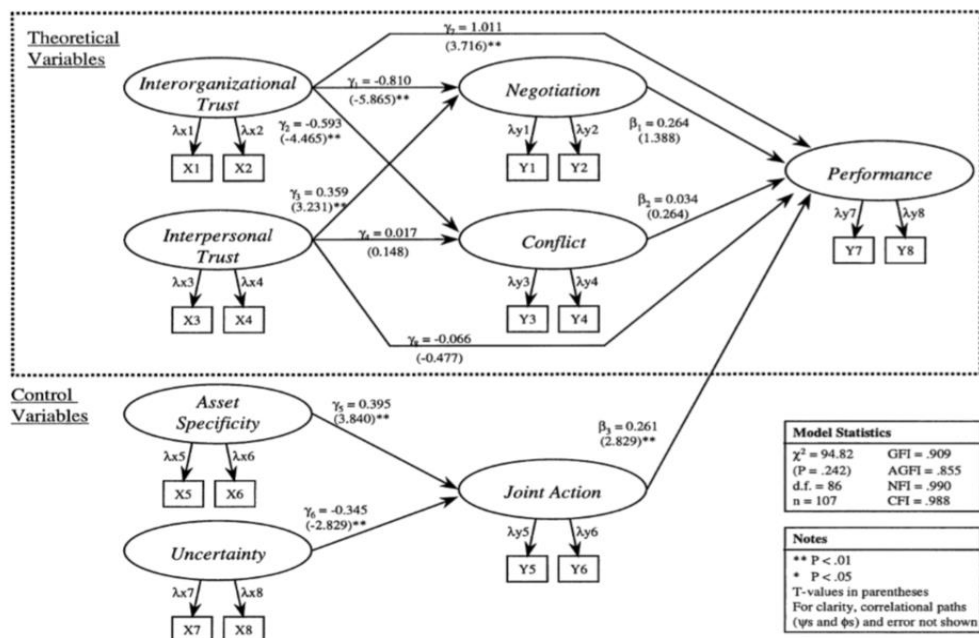 Theoretical
Variables
γ₇ = 1.011
(3.716)**
Interorganizational
Trust
γ₁ = -0.810
(-5.865)**
Negotiation
γ₂ = -0.593
(-4.465)**
λx1
λx2
X1
X2
λy1
λy2
Y1
Y2
β₁ = 0.264
(1.388)
Performance
λy7
λy8
Y7
Y8
γ₃ = 0.359
(3.231)**
Interpersonal
Trust
γ₄ = 0.017
(0.148)
Conflict
β₂ = 0.034
(0.264)
λx3
λx4
X3
X4
λy3
λy4
Y3
Y4
γ₈ = -0.066
(-0.477)
Control
Variables
Asset
Specificity
γ₅ = 0.395
(3.840)**
λx5
λx6
X5
X6
β₃ = 0.261
(2.829)**
Joint Action
γ₆ = -0.345
(-2.829)**
Uncertainty
λy5
λy6
Y5
Y6
λx7
λx8
X7
X8
Model Statistics
χ² = 94.82 GFI = .909
(P = .242) AGFI = .855
d.f. = 86 NFI = .990
n = 107 CFI = .988
Notes
** P < .01
* P < .05
T-values in parentheses
For clarity, correlational paths
(ψs and ϕs) and error not shown